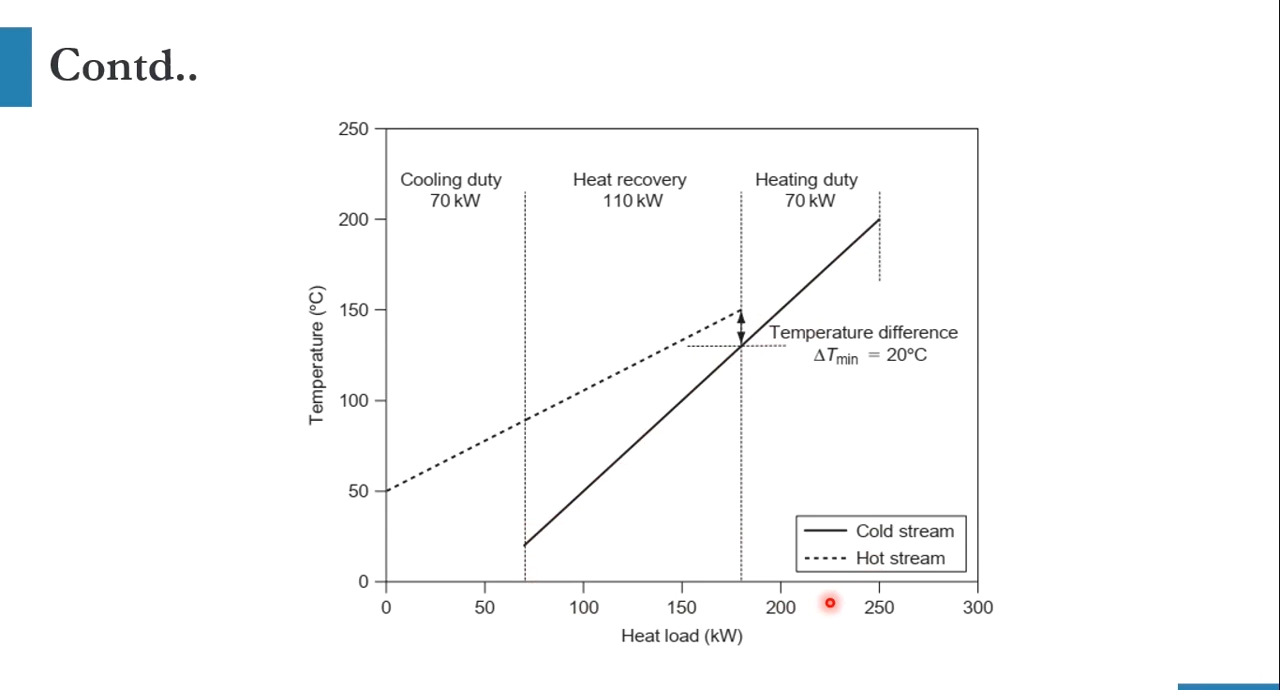 Contd..
250
200
150
100
50
0
Temperature (°C)
Cooling duty
70 kW
Heat recovery
110 kW
Heating duty
70 kW
Temperature difference
ΔTmin = 20°C
Cold stream
Hot stream
0 50 100 150 200 250 300
Heat load (kW)